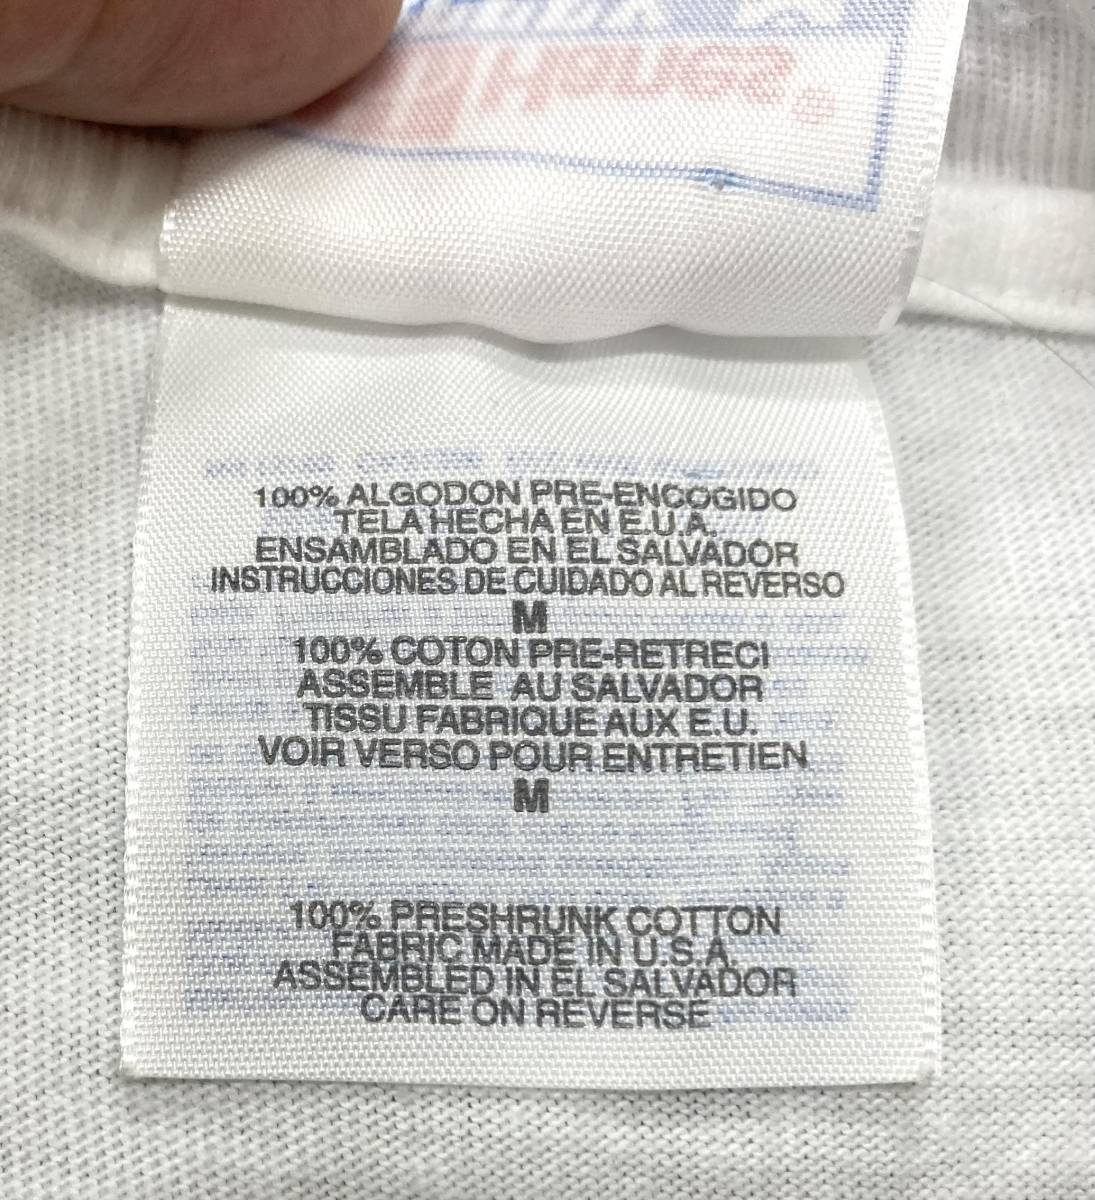 100% ALGODON PRE-ENCOGIDO
TELA HECHA EN E.U.A.
ENSAMBLADO EN EL SALVADOR
INSTRUCCIONES DE CUIDADO AL REVERSO
M
100% COTON PRE-RETRECI
ASSEMBLE AU SALVADOR
TISSU FABRIQUE AUX E.U.
VOIR VERSO POUR ENTRETIEN
M
100% PRESHRUNK COTTON
FABRIC MADE IN U.S.A.
ASSEMBLED IN EL SALVADOR
CARE ON REVERSE